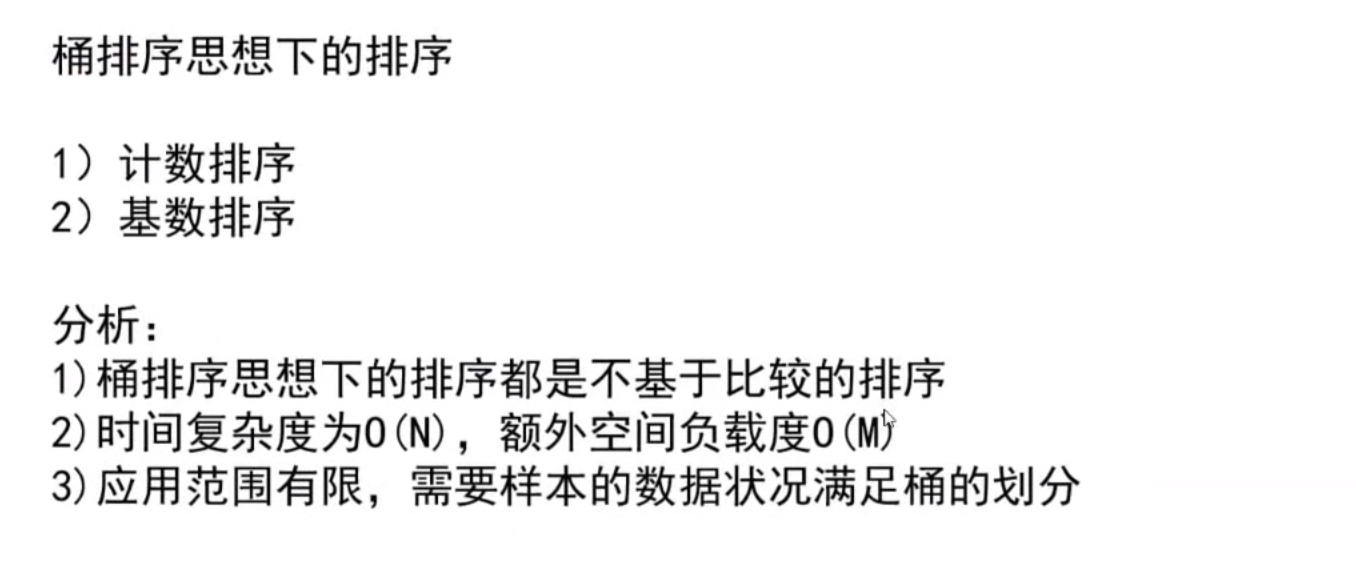 桶排序思想下的排序
1）计数排序
2）基数排序
分析：
1)桶排序思想下的排序都是不基于比较的排序
2)时间复杂度为O(N)，额外空间负载度O(M)
3)应用范围有限，需要样本的数据状况满足桶的划分